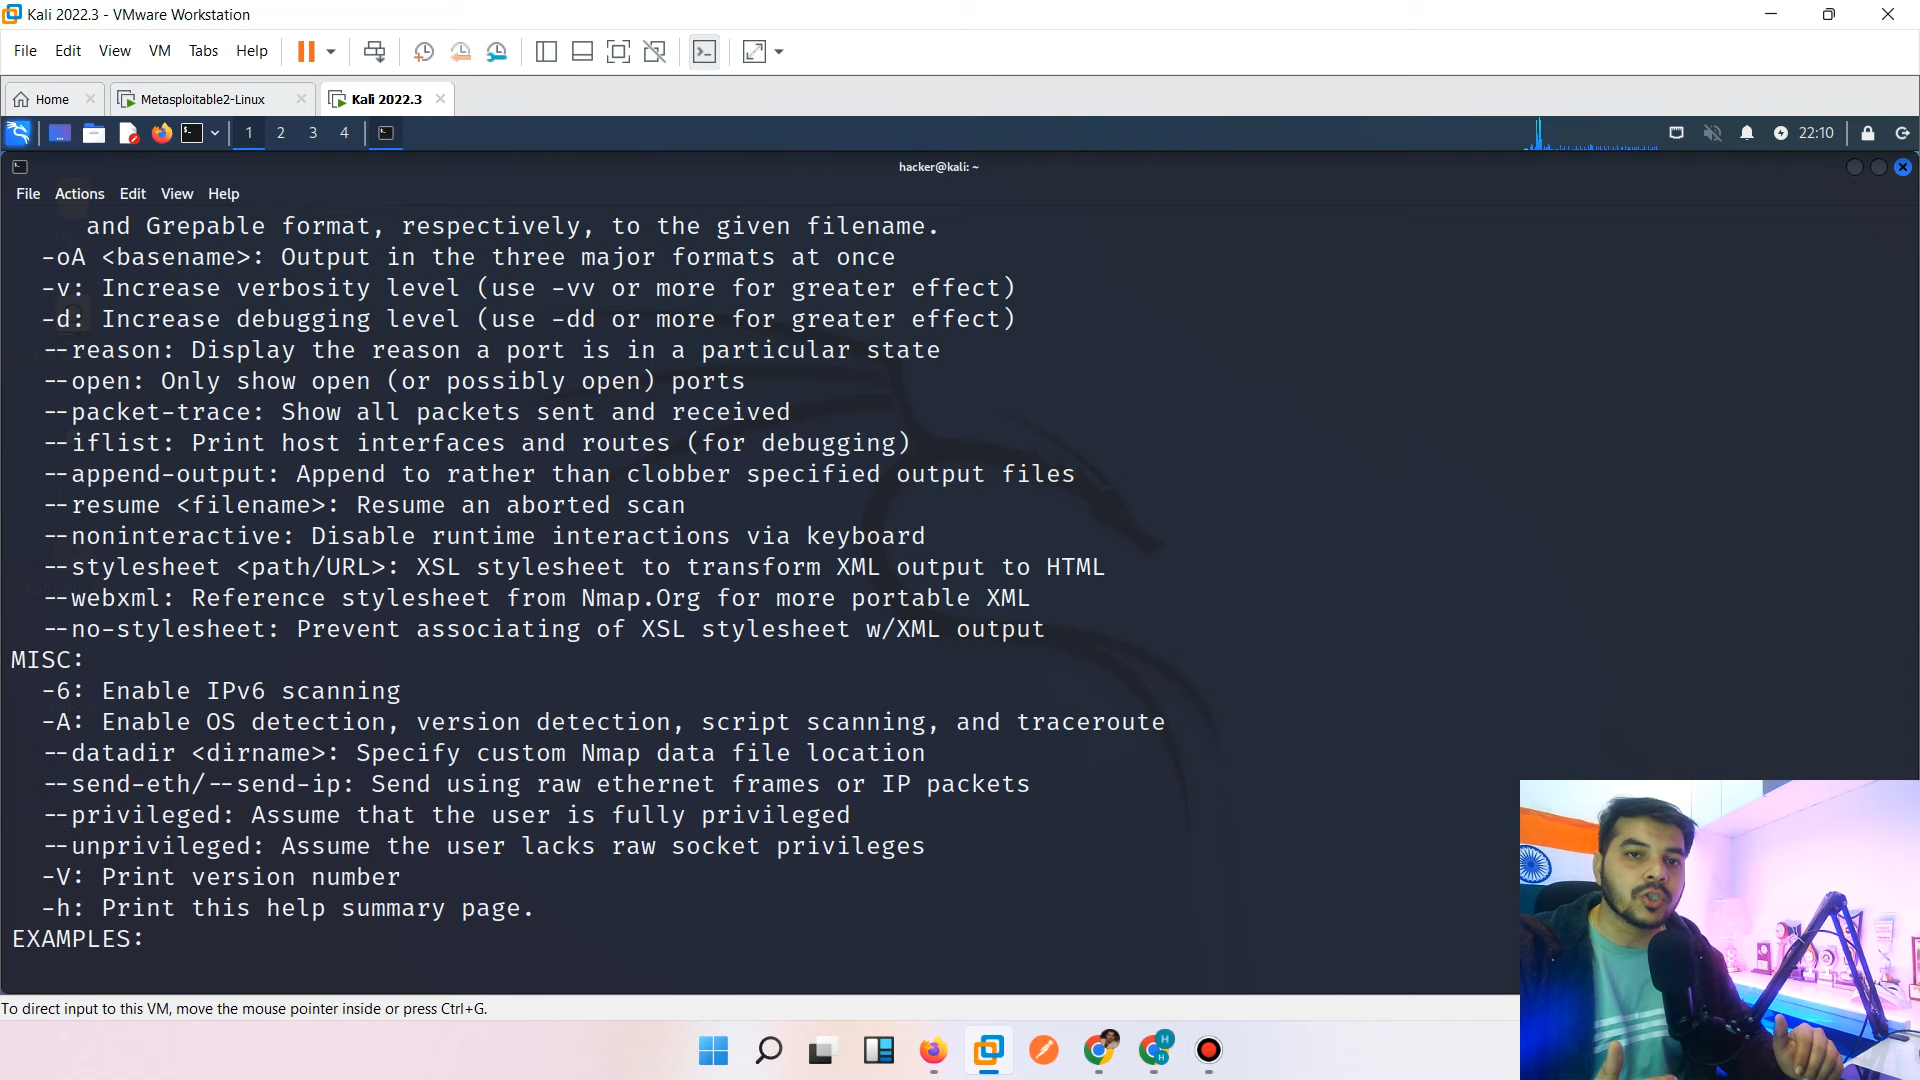 Kali 2022.3 - VMware Workstation
File Edit View VM Tabs Help
Home Metasploitable2-Linux Kali 2022.3
1 2 3 4 22:10
hacker@kali: ~
File Actions Edit View Help
and Grepable format, respectively, to the given filename.
-oA <basename>: Output in the three major formats at once
-v: Increase verbosity level (use -vv or more for greater effect)
-d: Increase debugging level (use -dd or more for greater effect)
--reason: Display the reason a port is in a particular state
--open: Only show open (or possibly open) ports
--packet-trace: Show all packets sent and received
--iflist: Print host interfaces and routes (for debugging)
--append-output: Append to rather than clobber specified output files
--resume <filename>: Resume an aborted scan
--noninteractive: Disable runtime interactions via keyboard
--stylesheet <path/URL>: XSL stylesheet to transform XML output to HTML
--webxml: Reference stylesheet from Nmap.Org for more portable XML
--no-stylesheet: Prevent associating of XSL stylesheet w/XML output
MISC:
-6: Enable IPv6 scanning
-A: Enable OS detection, version detection, script scanning, and traceroute
--datadir <dirname>: Specify custom Nmap data file location
--send-eth/--send-ip: Send using raw ethernet frames or IP packets
--privileged: Assume that the user is fully privileged
--unprivileged: Assume the user lacks raw socket privileges
-V: Print version number
-h: Print this help summary page.
EXAMPLES:
To direct input to this VM, move the mouse pointer inside or press Ctrl+G.
H
H